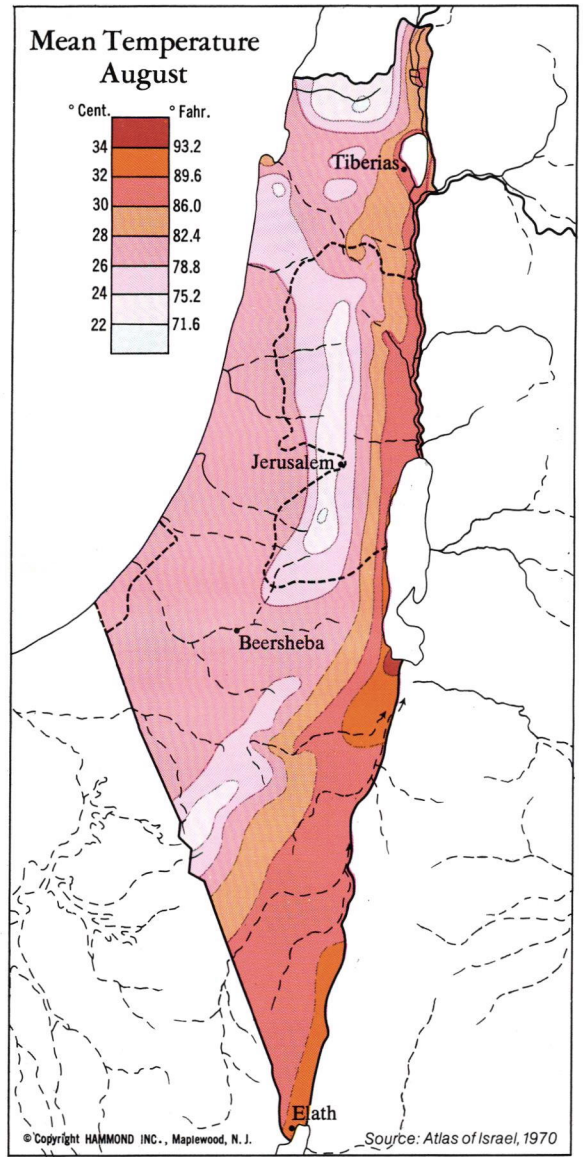 Mean Temperature
August
° Cent. ° Fahr.
34 93.2
32 89.6
30 86.0
28 82.4
26 78.8
24 75.2
22 71.6
Tiberias
Jerusalem
Beersheba
Elath
© Copyright HAMMOND INC., Maplewood, N. J.
Source: Atlas of Israel, 1970